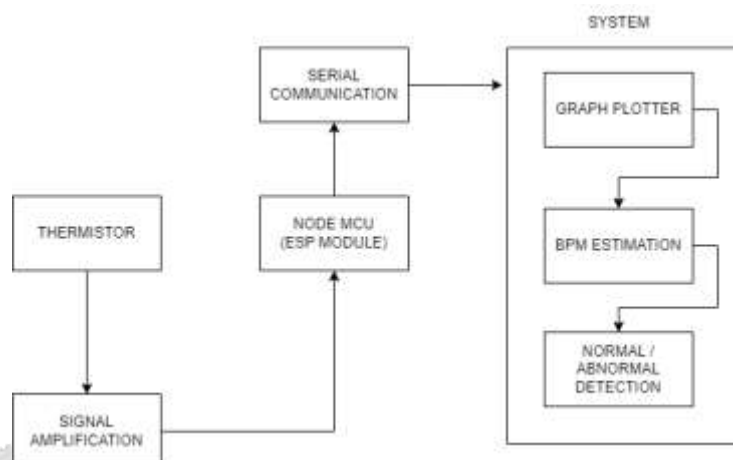 SYSTEM
SERIAL
COMMUNICATION
GRAPH PLOTTER
THERMISTOR
NODE MCU
(ESP MODULE)
BPM ESTIMATION
NORMAL /
ABNORMAL
DETECTION
SIGNAL
AMPLIFICATION